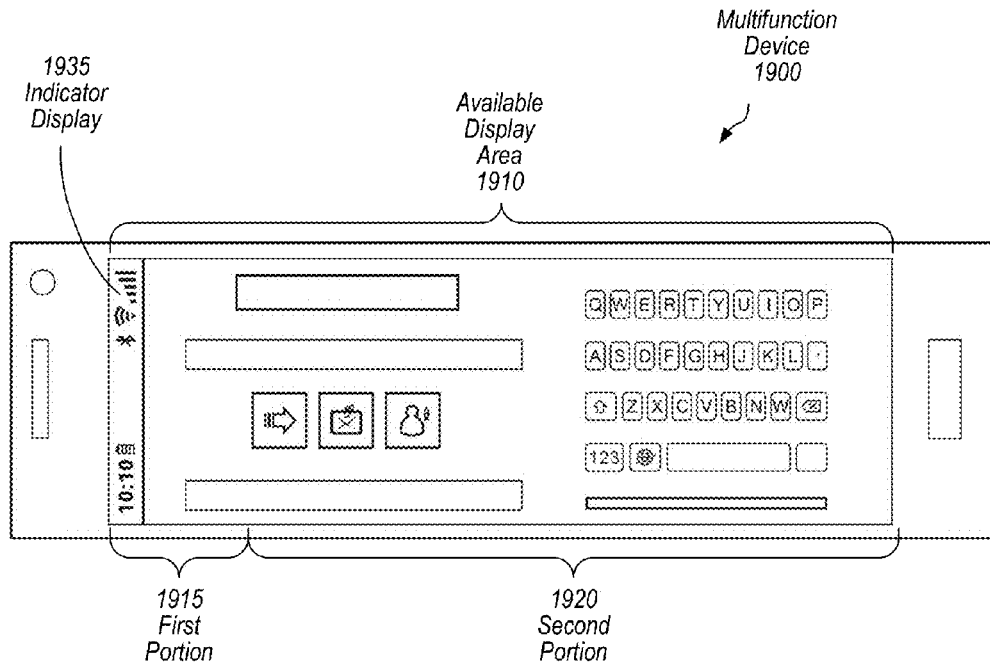 Multifunction
Device
1900
1935
Indicator
Display
Available
Display
Area
1910
10:10
Q W E R T Y U I O P
A S D F G H J K L .
Z X C V B N W
123
1915
First
Portion
1920
Second
Portion